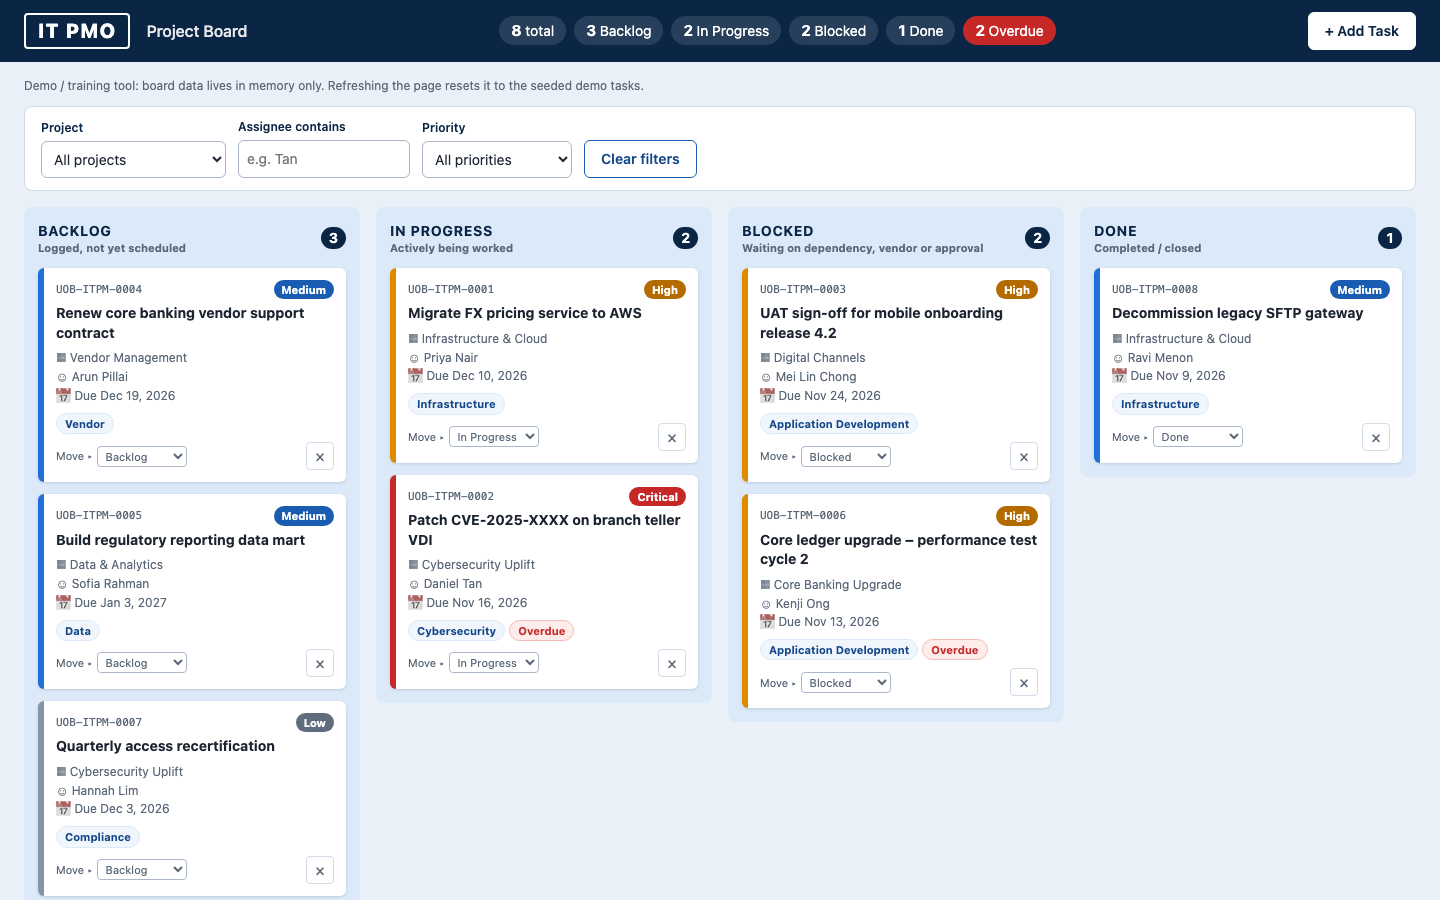 IT PMO
Project Board
8 total
3 Backlog
2 In Progress
2 Blocked
1 Done
2 Overdue
+ Add Task
Demo / training tool: board data lives in memory only. Refreshing the page resets it to the seeded demo tasks.
Project
All projects
Assignee contains
e.g. Tan
Priority
All priorities
Clear filters
BACKLOG
Logged, not yet scheduled
3
UOB-ITPM-0004
Medium
Renew core banking vendor support
contract
Vendor Management
Arun Pillai
Due Dec 19, 2026
Vendor
Move ▸ Backlog
×
UOB-ITPM-0005
Medium
Build regulatory reporting data mart
Data & Analytics
Sofia Rahman
Due Jan 3, 2027
Data
Move ▸ Backlog
×
UOB-ITPM-0007
Low
Quarterly access recertification
Cybersecurity Uplift
Hannah Lim
Due Dec 3, 2026
Compliance
Move ▸ Backlog
×
IN PROGRESS
Actively being worked
2
UOB-ITPM-0001
High
Migrate FX pricing service to AWS
Infrastructure & Cloud
Priya Nair
Due Dec 10, 2026
Infrastructure
Move ▸ In Progress
×
UOB-ITPM-0002
Critical
Patch CVE-2025-XXXX on branch teller
VDI
Cybersecurity Uplift
Daniel Tan
Due Nov 16, 2026
Cybersecurity
Overdue
Move ▸ In Progress
×
BLOCKED
Waiting on dependency, vendor or approval
2
UOB-ITPM-0003
High
UAT sign-off for mobile onboarding
release 4.2
Digital Channels
Mei Lin Chong
Due Nov 24, 2026
Application Development
Move ▸ Blocked
×
UOB-ITPM-0006
High
Core ledger upgrade – performance test
cycle 2
Core Banking Upgrade
Kenji Ong
Due Nov 13, 2026
Application Development
Overdue
Move ▸ Blocked
×
DONE
Completed / closed
1
UOB-ITPM-0008
Medium
Decommission legacy SFTP gateway
Infrastructure & Cloud
Ravi Menon
Due Nov 9, 2026
Infrastructure
Move ▸ Done
×